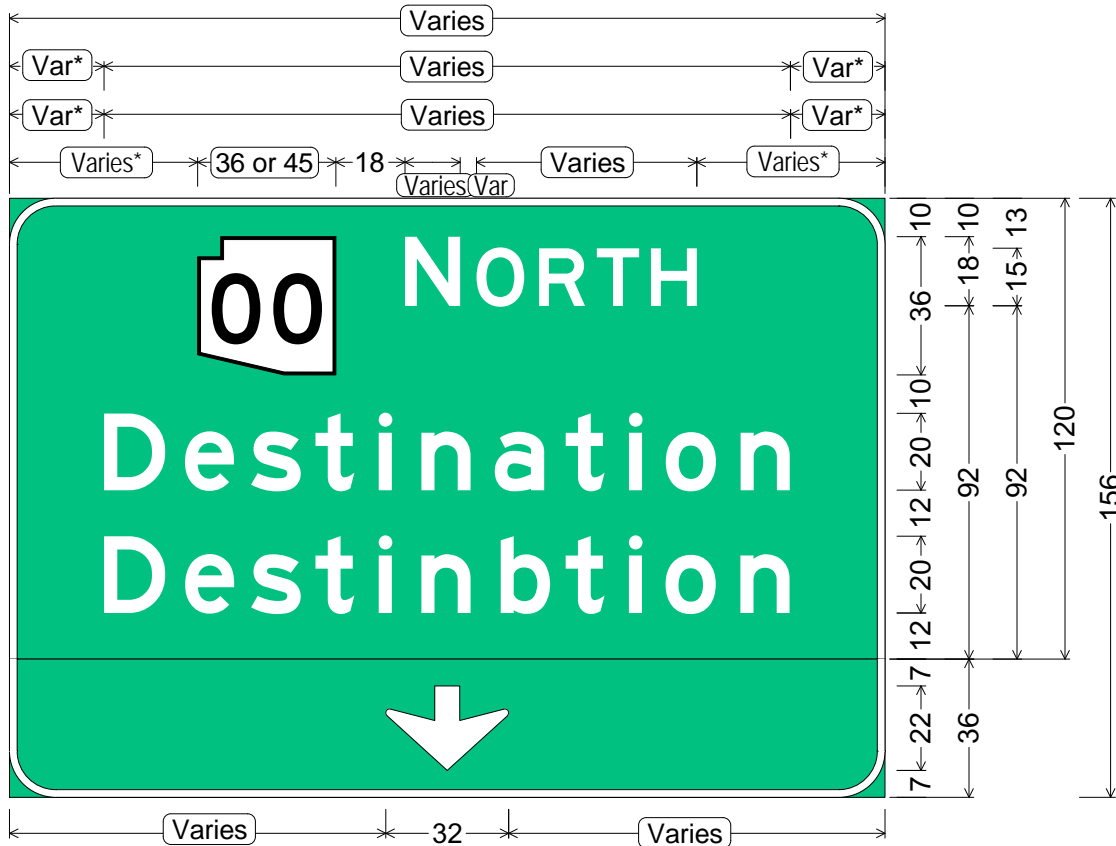 Varies
Var* Varies Var*
Var* Varies Var*
Varies* 36 or 45 18 Varies Var Varies Varies*
10 10 13
00 NORTH
36 18 15
10
Destination
20 92 92 120 156
12
Destinbtion
20
12
7
22 36
7
Varies 32 Varies